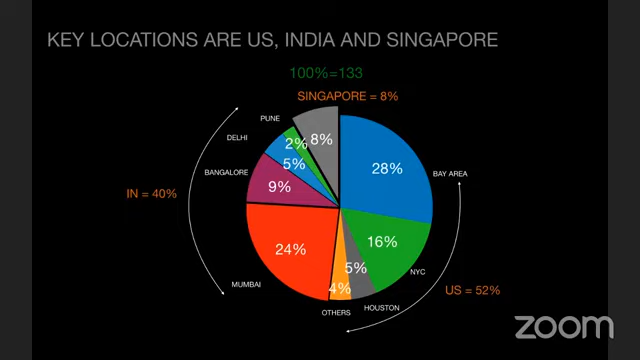 KEY LOCATIONS ARE US, INDIA AND SINGAPORE
100%=133
SINGAPORE = 8%
PUNE
2%
8%
DELHI
5%
28%
BANGALORE
BAY AREA
9%
IN = 40%
16%
24%
5%
NYC
MUMBAI
4%
US = 52%
OTHERS
HOUSTON
zoom